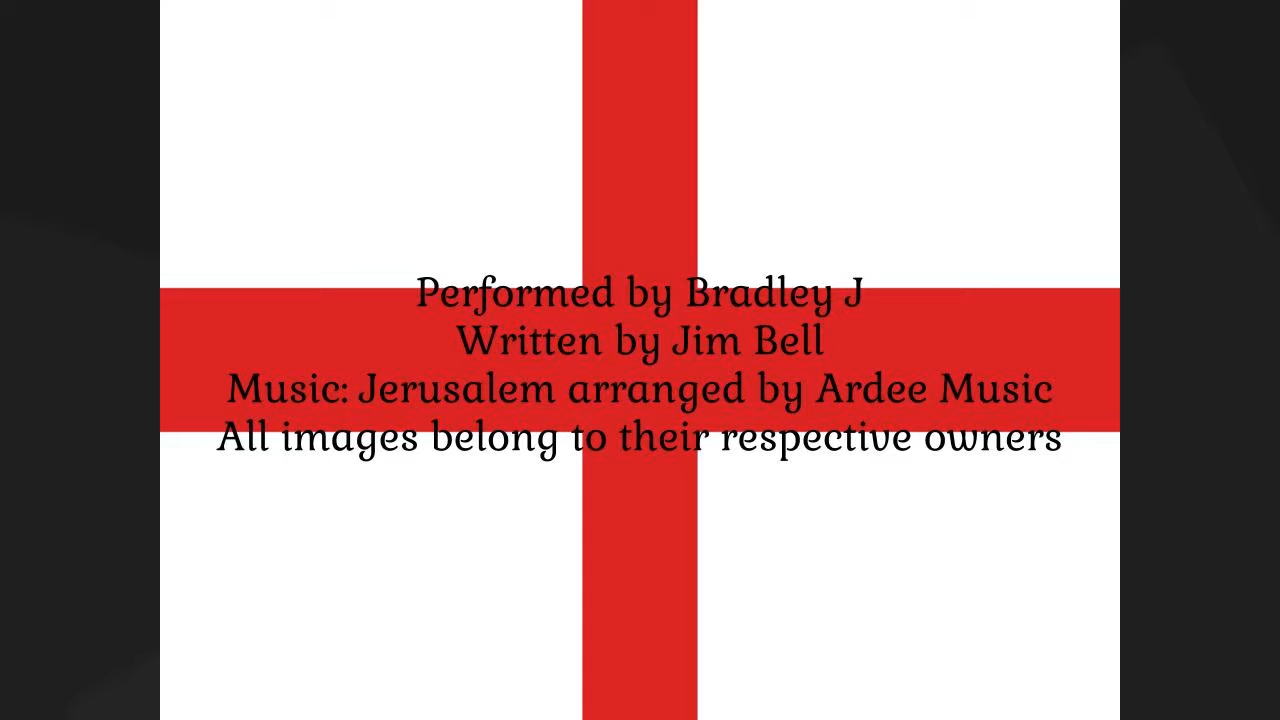 Performed by Bradley J
Written by Jim Bell
Music: Jerusalem arranged by Ardee Music
All images belong to their respective owners